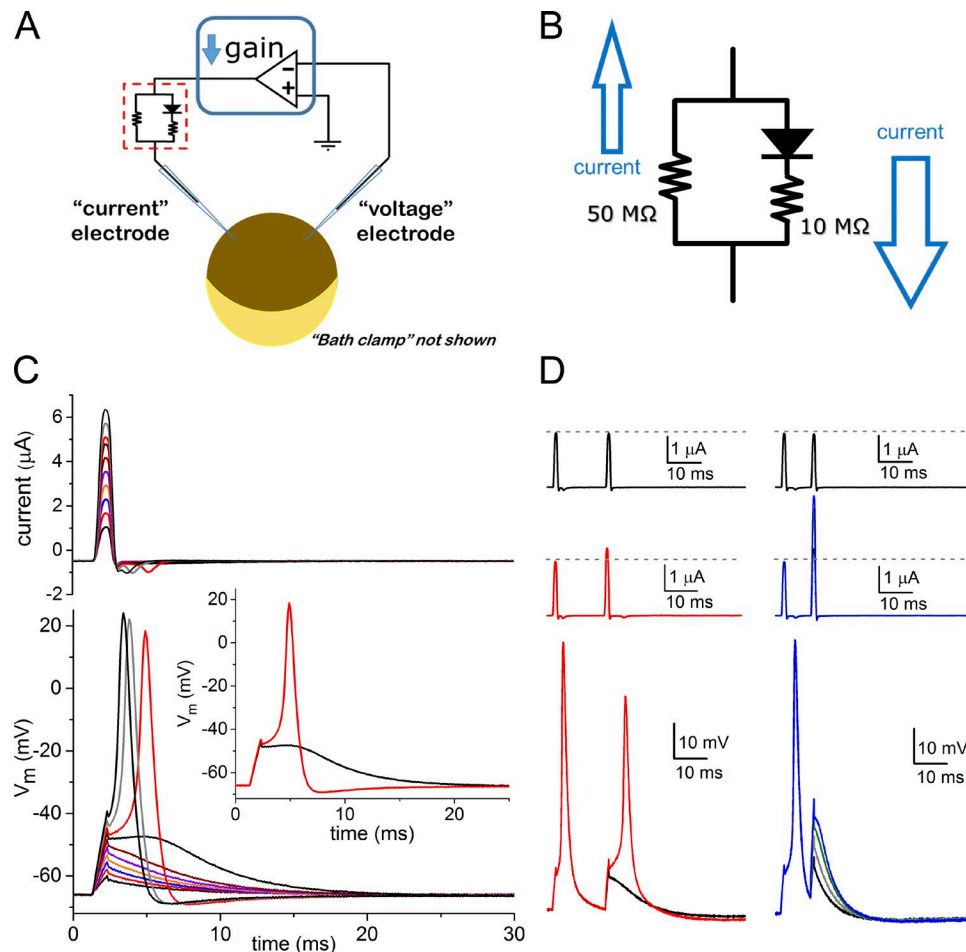 A
gain
−
+
"current"
electrode
"voltage"
electrode
"Bath clamp" not shown
B
current
50 MΩ
10 MΩ
current
C
current (μA)
6
4
2
0
-2
V_m (mV)
20
0
-20
-40
-60
0 5 10 15 20 25 30
time (ms)
V_m (mV)
20
0
-20
-40
-60
0 10 20
time (ms)
D
1 μA
10 ms
1 μA
10 ms
1 μA
10 ms
1 μA
10 ms
10 mV
10 ms
10 mV
10 ms